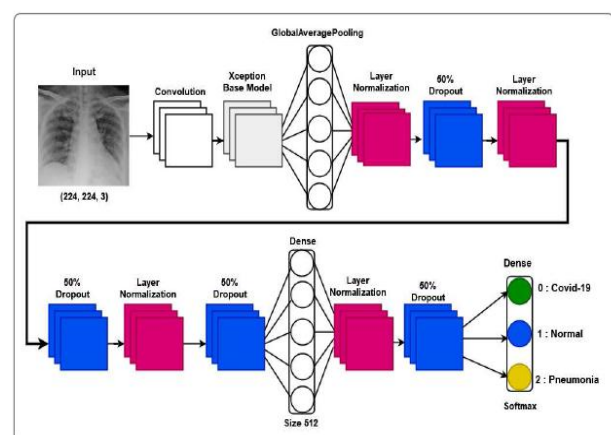 GlobalAveragePooling
Input
Convolution
Xception
Base Model
Layer
Normalization
50%
Dropout
Layer
Normalization
(224, 224, 3)
50%
Dropout
Layer
Normalization
50%
Dropout
Dense
Layer
Normalization
50%
Dropout
Dense
0 : Covid-19
1 : Normal
2 : Pneumonia
Size 512
Softmax